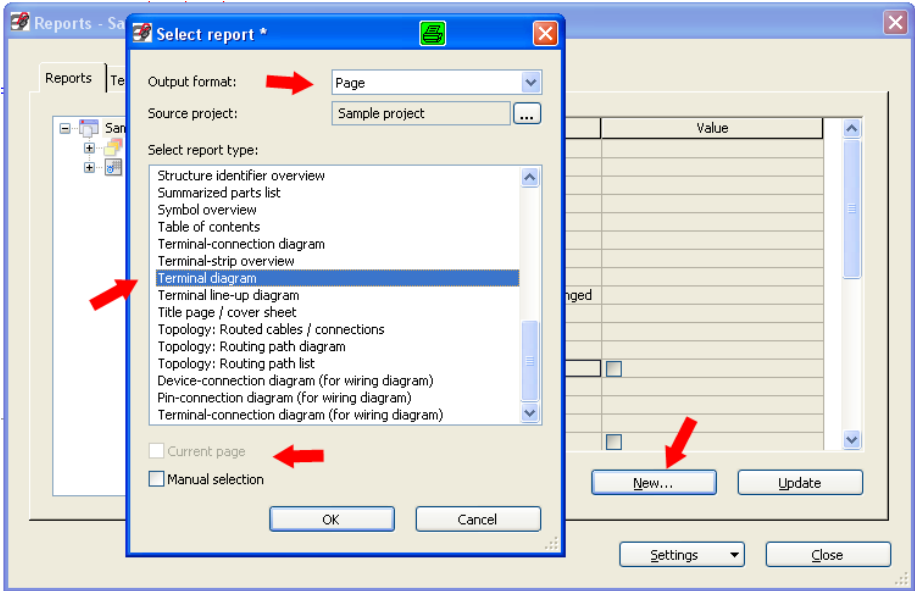 Reports - Sa
Select report *
Reports
Te
Output format:
Page
Source project:
Sample project
...
Sam
Value
Select report type:
Structure identifier overview
Summarized parts list
Symbol overview
Table of contents
Terminal-connection diagram
Terminal-strip overview
Terminal diagram
Terminal line-up diagram
nged
Title page / cover sheet
Topology: Routed cables / connections
Topology: Routing path diagram
Topology: Routing path list
Device-connection diagram (for wiring diagram)
Pin-connection diagram (for wiring diagram)
Terminal-connection diagram (for wiring diagram)
Current page
Manual selection
New...
Update
OK
Cancel
Settings
Close